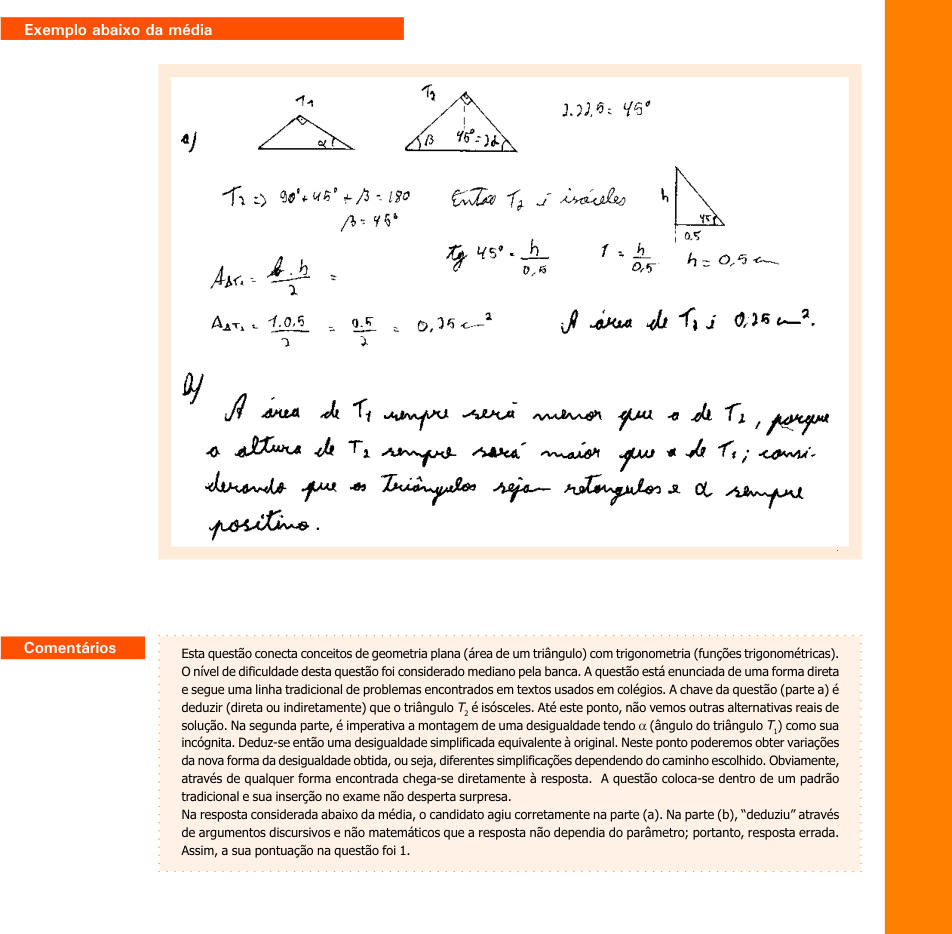 Exemplo abaixo da média
a)
T1
α
T2
β
45° = 2α
2.22,5 = 45°
T2 => 90° + 45° + β = 180
β = 45°
Então T2 é isóceles
h
45°
0.5
tg 45° = h/0,5
1 = h/0,5
h = 0,5 cm
A∆T2 = b.h/2 =
A∆T2 = 1.0,5/2 = 0.5/2 = 0,25 cm²
A área de T2 é 0,25 cm².
b)
A área de T1 sempre será menor que a de T2, porque
a altura de T2 sempre será maior que a de T1; consi-
derando que os triângulos sejam retangulos e α sempre
positivo.
Comentários
Esta questão conecta conceitos de geometria plana (área de um triângulo) com trigonometria (funções trigonométricas).
O nível de dificuldade desta questão foi considerado mediano pela banca. A questão está enunciada de uma forma direta
e segue uma linha tradicional de problemas encontrados em textos usados em colégios. A chave da questão (parte a) é
deduzir (direta ou indiretamente) que o triângulo T2 é isósceles. Até este ponto, não vemos outras alternativas reais de
solução. Na segunda parte, é imperativa a montagem de uma desigualdade tendo α (ângulo do triângulo T1) como sua
incógnita. Deduz-se então uma desigualdade simplificada equivalente à original. Neste ponto poderemos obter variações
da nova forma da desigualdade obtida, ou seja, diferentes simplificações dependendo do caminho escolhido. Obviamente,
através de qualquer forma encontrada chega-se diretamente à resposta. A questão coloca-se dentro de um padrão
tradicional e sua inserção no exame não desperta surpresa.
Na resposta considerada abaixo da média, o candidato agiu corretamente na parte (a). Na parte (b), “deduziu” através
de argumentos discursivos e não matemáticos que a resposta não dependia do parâmetro; portanto, resposta errada.
Assim, a sua pontuação na questão foi 1.